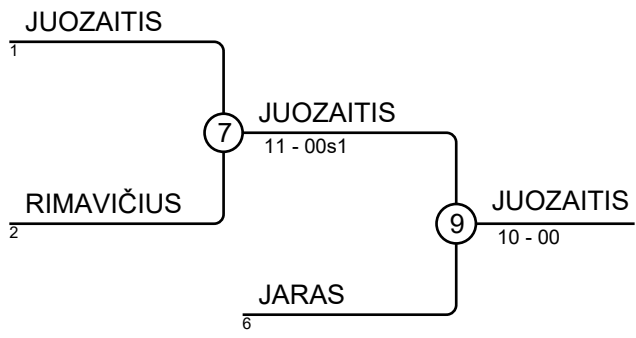 JUOZAITIS
1
7
JUOZAITIS
11 - 00s1
RIMAVIČIUS
2
9
JUOZAITIS
10 - 00
JARAS
6